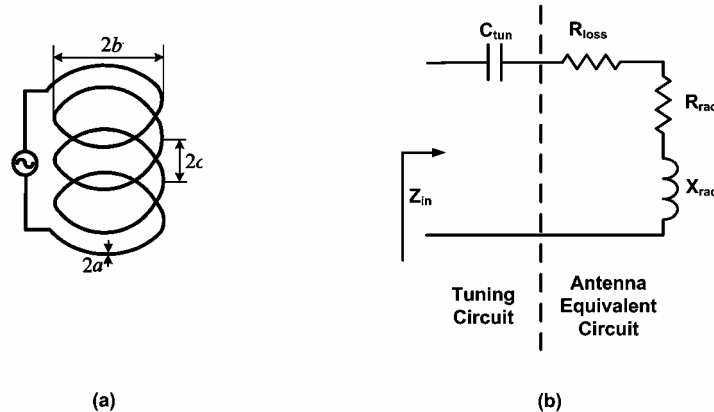 2b
2c
2a
(a)
C_tun
R_loss
R_rad
X_rad
Z_in
Tuning
Circuit
Antenna
Equivalent
Circuit
(b)